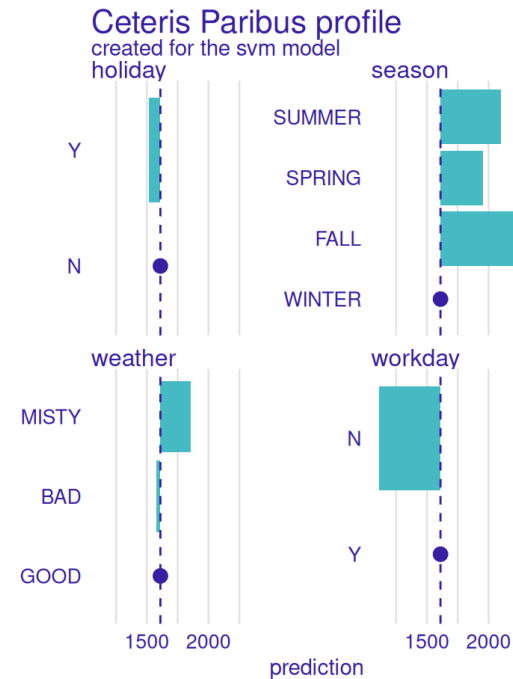 Ceteris Paribus profile
created for the svm model
holiday
Y
N
season
SUMMER
SPRING
FALL
WINTER
weather
MISTY
BAD
GOOD
1500 2000
workday
N
Y
1500 2000
prediction